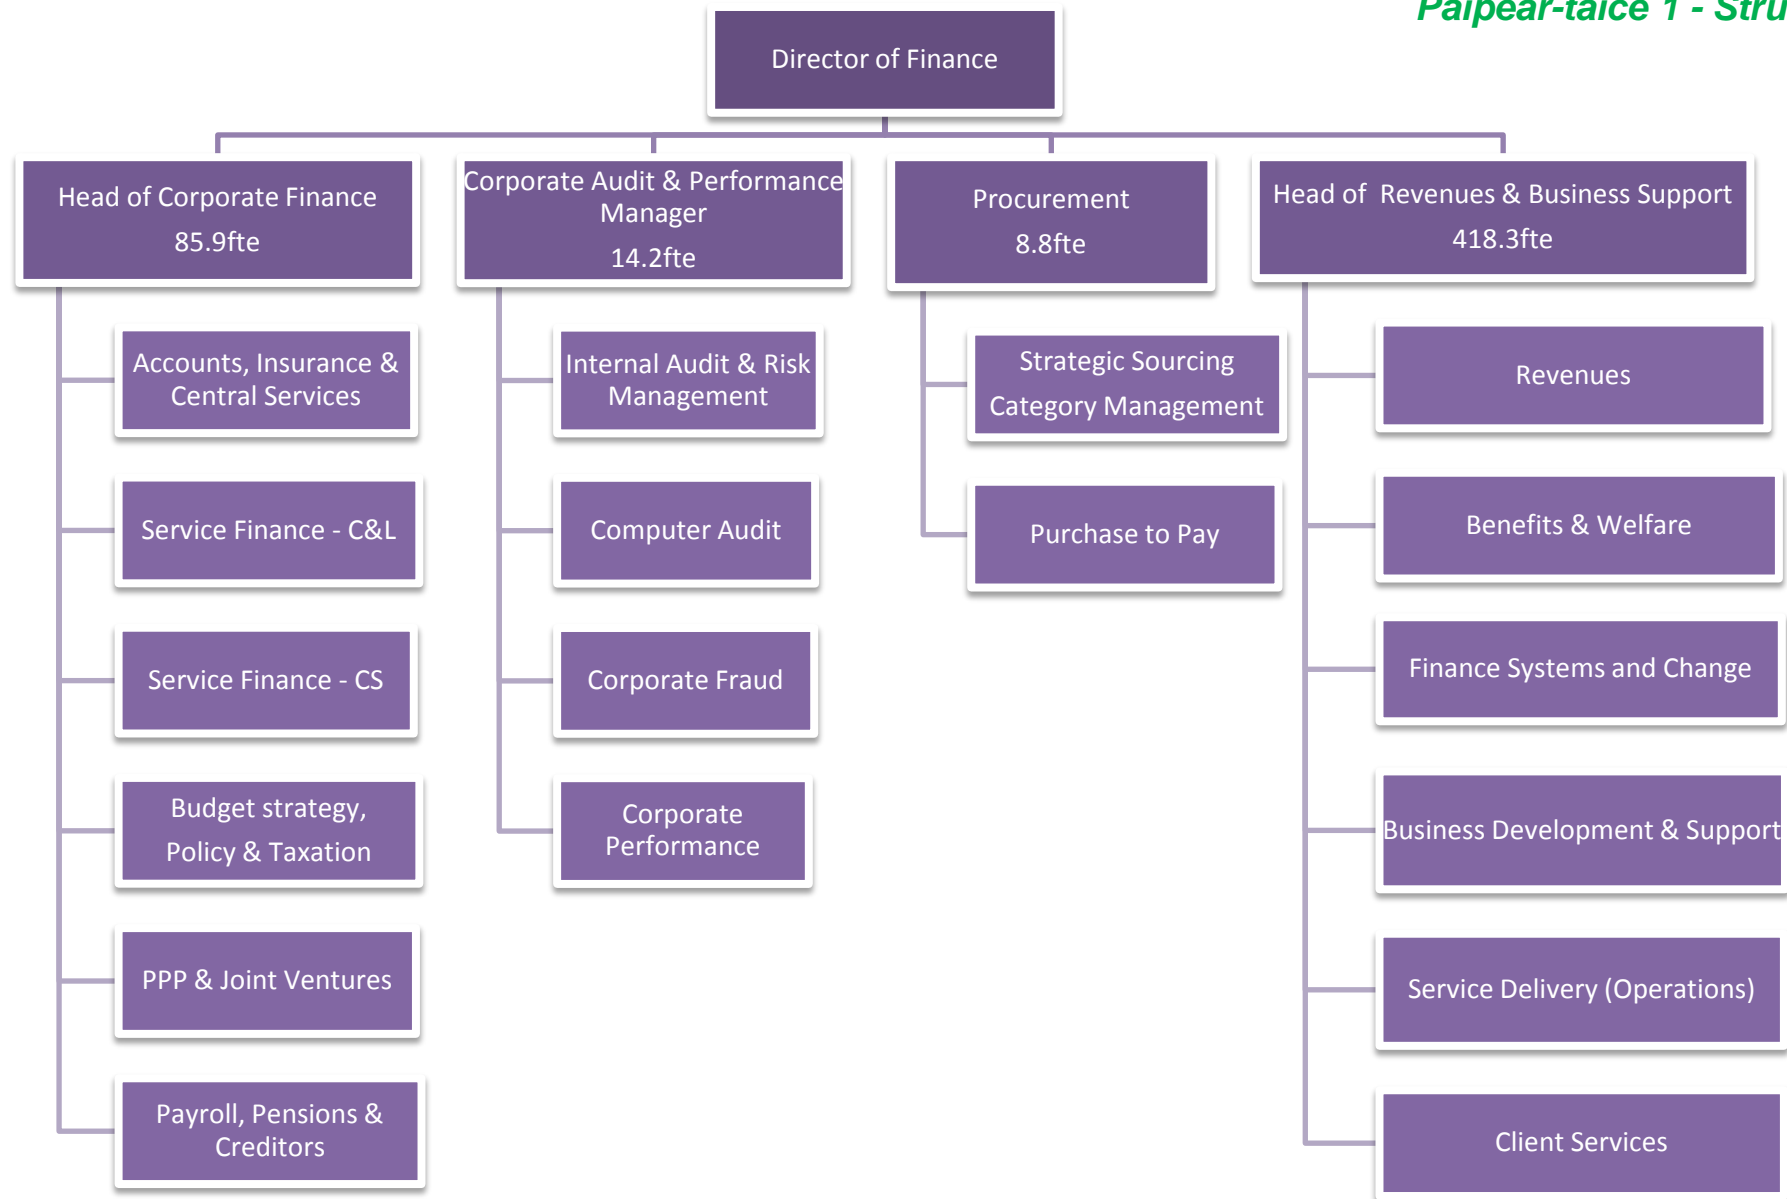 Paipear-taice 1 - Stru
Director of Finance
Head of Corporate Finance
85.9fte
Corporate Audit & Performance
Manager
14.2fte
Procurement
8.8fte
Head of Revenues & Business Support
418.3fte
Accounts, Insurance &
Central Services
Service Finance - C&L
Service Finance - CS
Budget strategy,
Policy & Taxation
PPP & Joint Ventures
Payroll, Pensions &
Creditors
Internal Audit & Risk
Management
Computer Audit
Corporate Fraud
Corporate
Performance
Strategic Sourcing
Category Management
Purchase to Pay
Revenues
Benefits & Welfare
Finance Systems and Change
Business Development & Support
Service Delivery (Operations)
Client Services